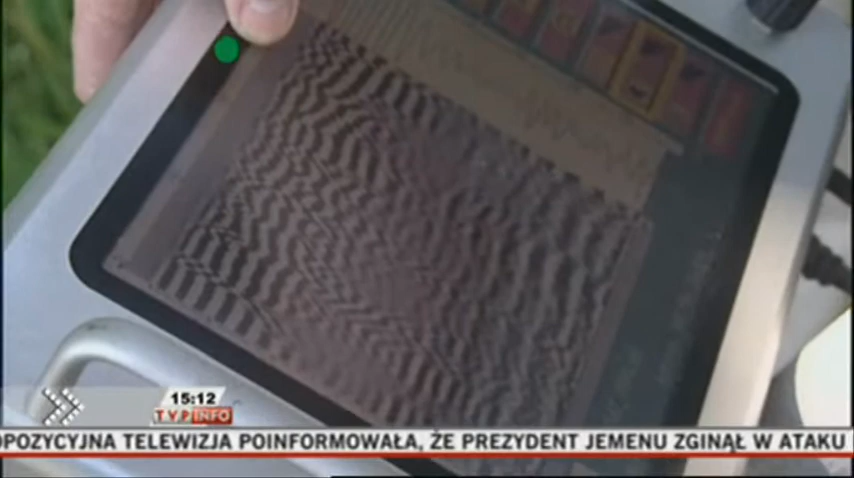 15:12
TVP INFO
OPOZYCYJNA TELEWIZJA POINFORMOWAŁA, ŻE PREZYDENT JEMENU ZGINĄŁ W ATAKU